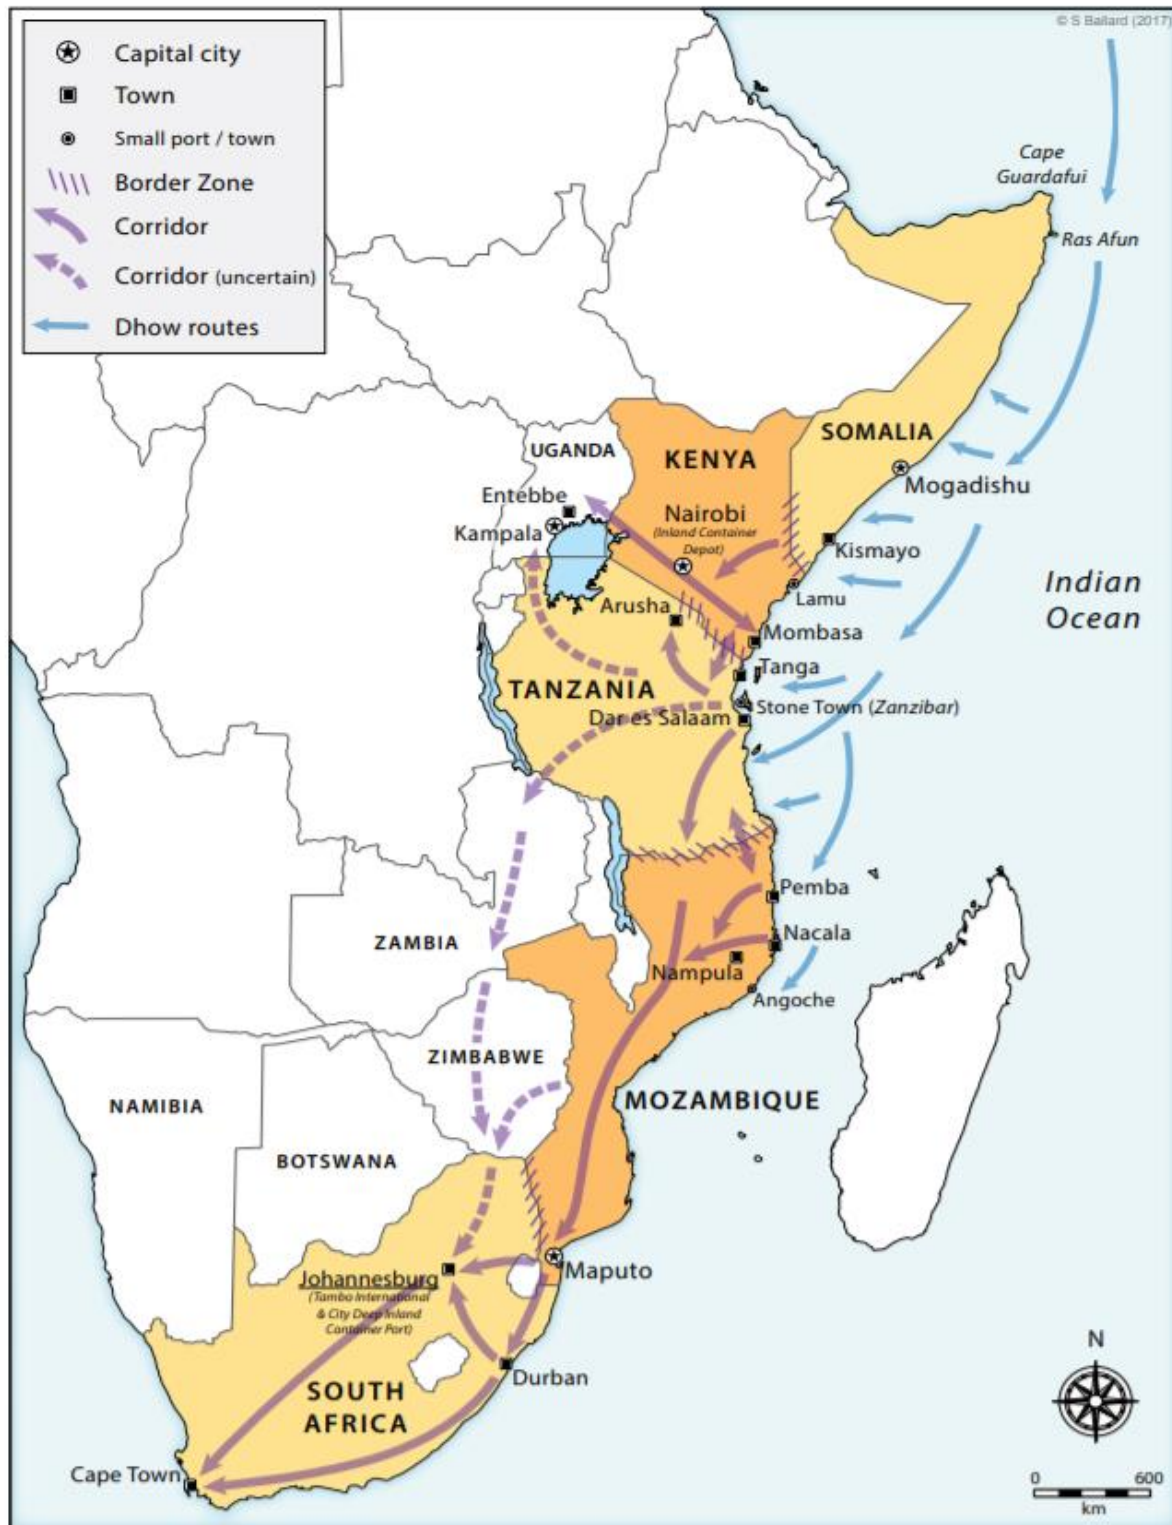 © S Ballard (2017)
Capital city
Town
Small port / town
Border Zone
Corridor
Corridor (uncertain)
Dhow routes
Cape
Guardafui
Ras Afun
SOMALIA
UGANDA
KENYA
Mogadishu
Entebbe
Nairobi
(Inland Container
Depot)
Kampala
Kismayo
Indian
Ocean
Lamu
Arusha
Mombasa
Tanga
TANZANIA
Stone Town (Zanzibar)
Dar es Salaam
Pemba
Nacala
ZAMBIA
Nampula
Angoche
ZIMBABWE
MOZAMBIQUE
NAMIBIA
BOTSWANA
Maputo
Johannesburg
(Tambo International
& City Deep Inland
Container Port)
N
Durban
SOUTH
AFRICA
Cape Town
0 600
km